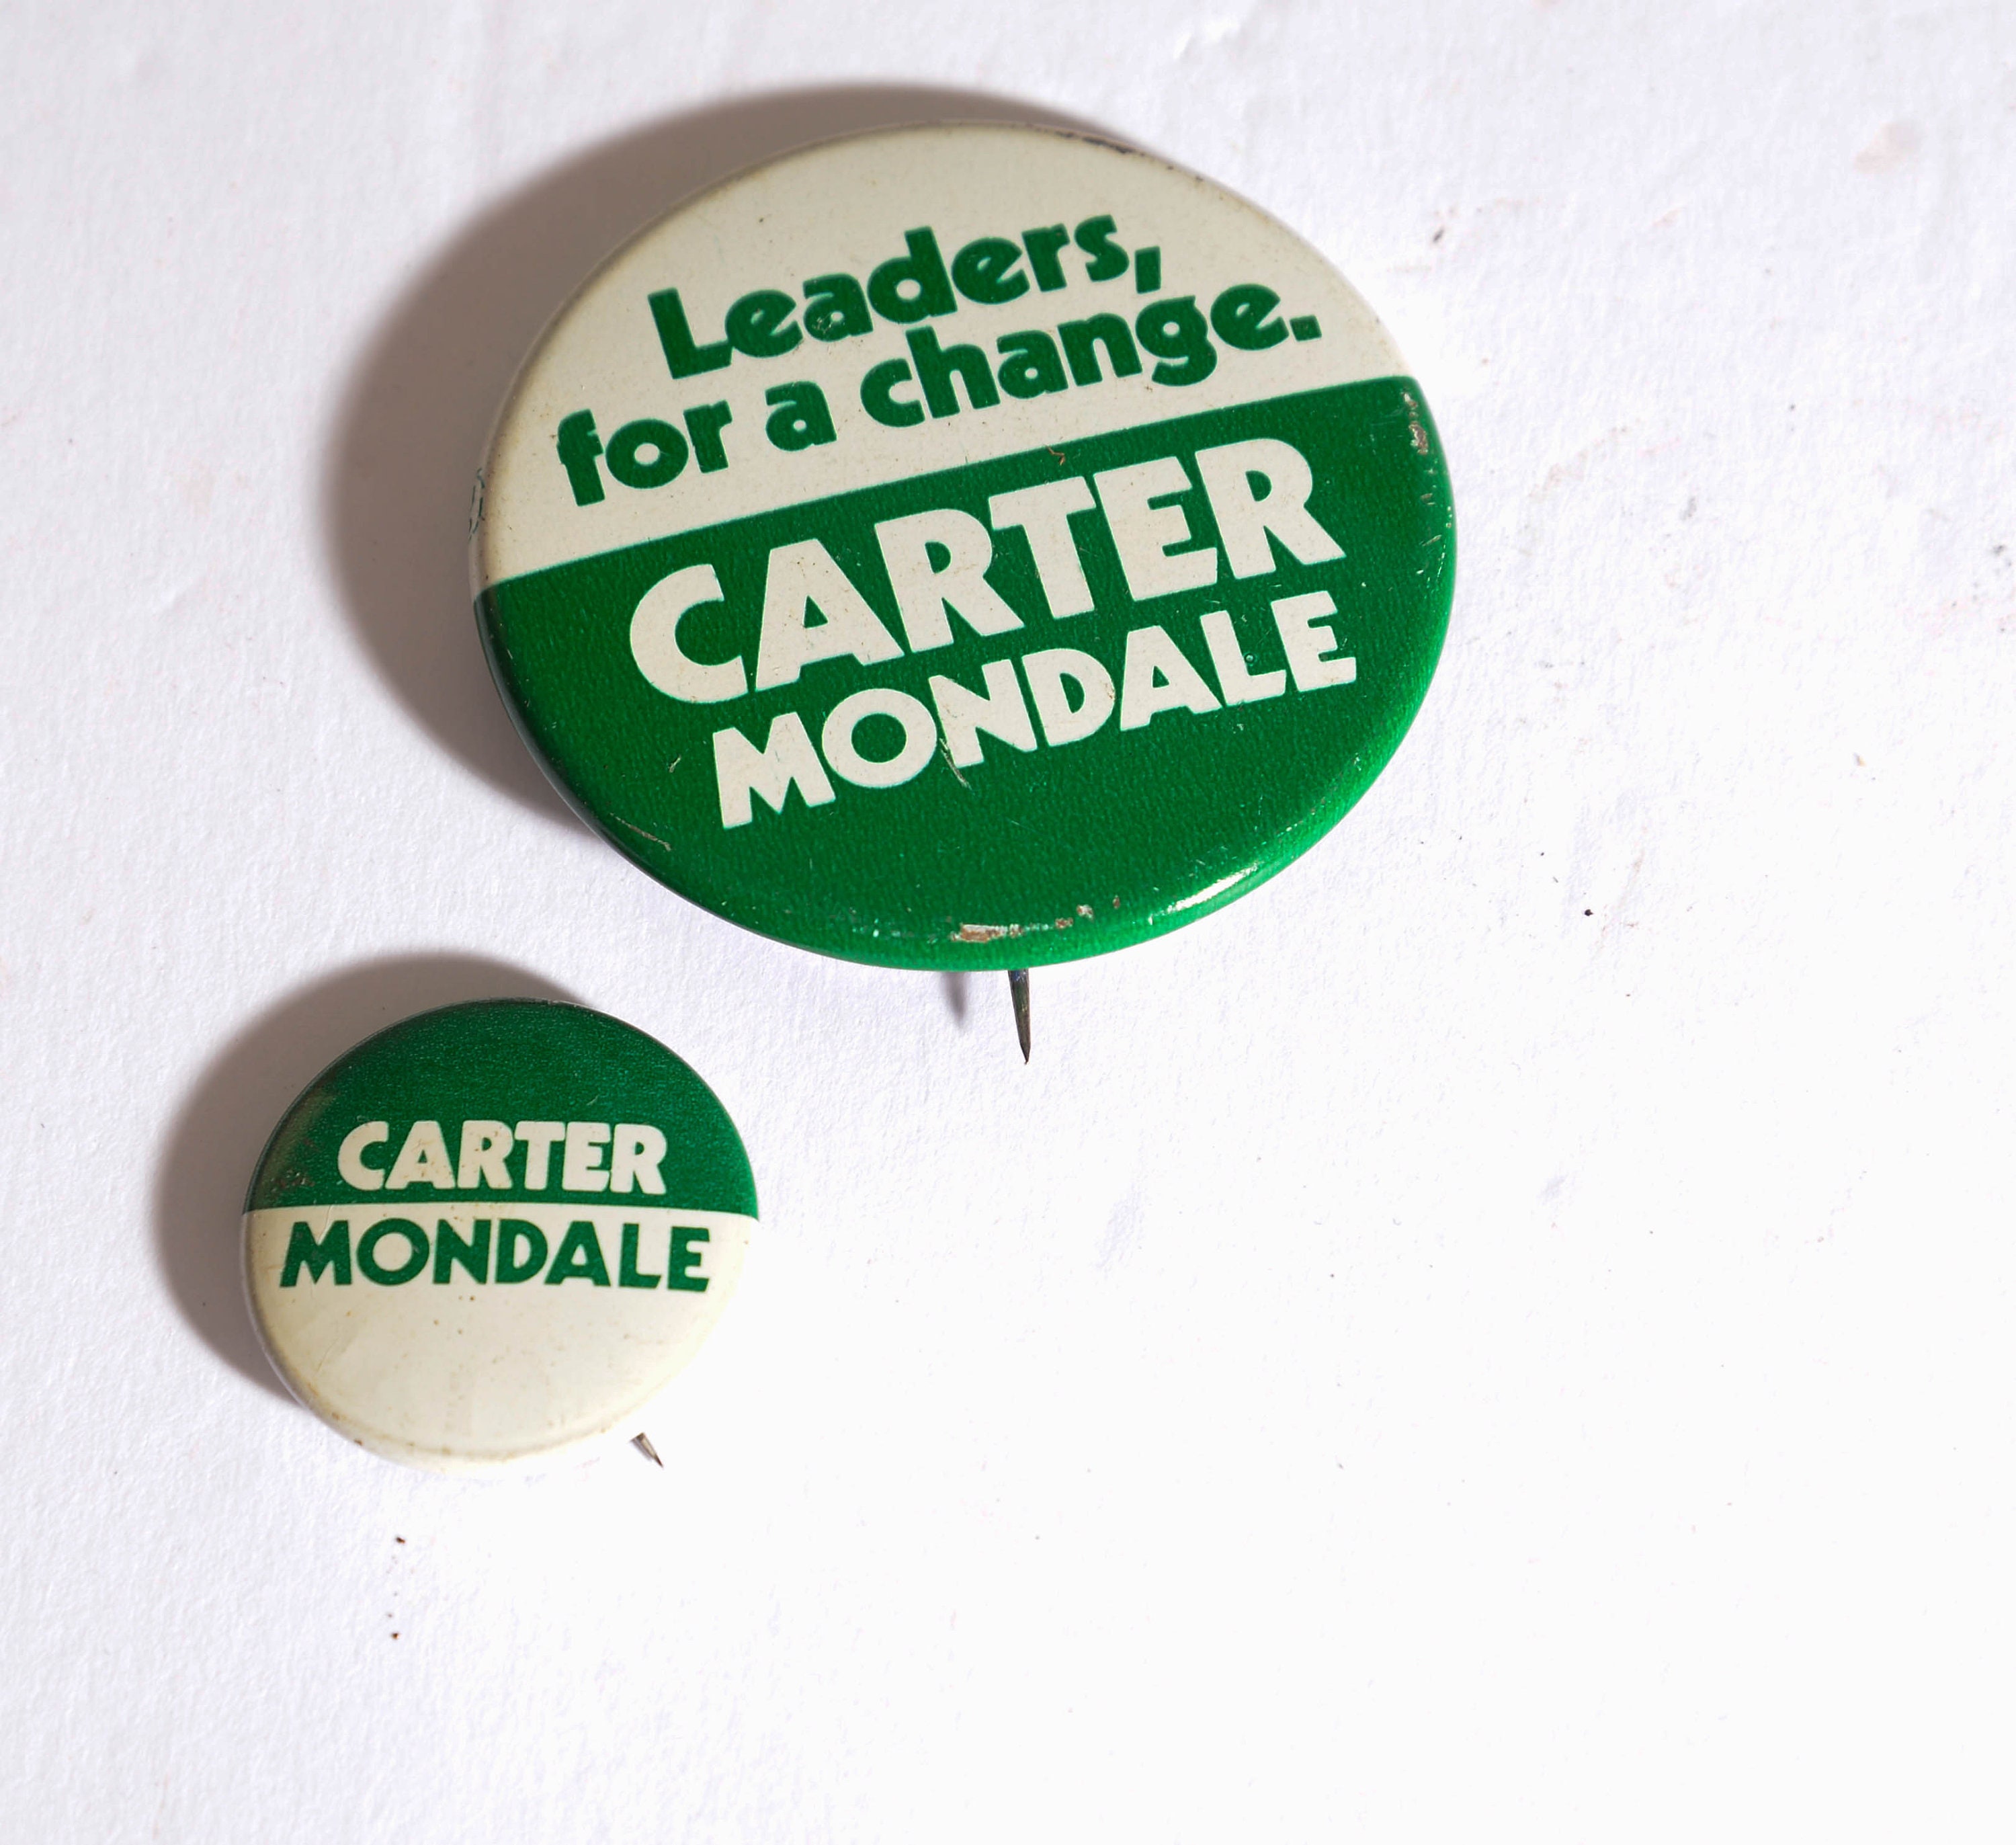 Leaders,
for a change.
CARTER
MONDALE
CARTER
MONDALE